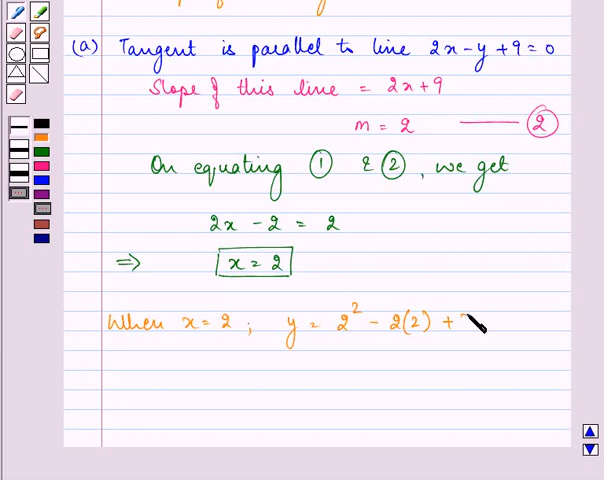 (a) Tangent is parallel to line 2x - y + 9 = 0
Slope of this line = 2x + 9
m = 2 —— ②
On equating ① & ②, we get
2x - 2 = 2
⇒ x = 2
When x = 2 ; y = 2² - 2(2) +